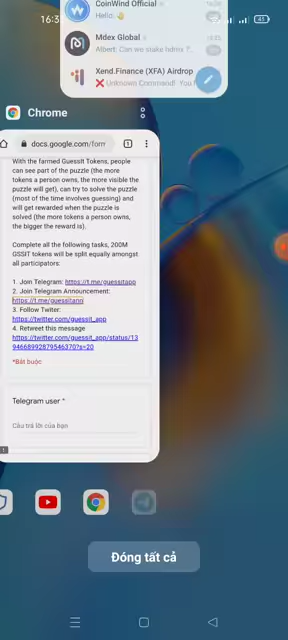 16:3
41
CoinWind Official
Hello! 👋
Mdex Global
Albert: Can we stake hdmx ?...
Xend.Finance (XFA) Airdrop
❌ Unknown Command! You
Chrome
docs.google.com/form
1
With the farmed GuessIt Tokens, people
can see part of the puzzle (the more
tokens a person owns, the more visible the
puzzle will get), can try to solve the puzzle
(most of the time involves guessing) and
will get rewarded when the puzzle is
solved (the more tokens a person owns,
the bigger the reward is).
Complete all the following tasks, 200M
GSSIT tokens will be split equally amongst
all participators:
1. Join Telegram: https://t.me/guessitapp
2. Join Telegram Announcement:
https://t.me/guessitann
3. Follow Twiter:
https://twitter.com/guessit_app
4. Retweet this message
https://twitter.com/guessit_app/status/139
9466899287954637​0?s=20
*Bắt buộc
Telegram user *
Câu trả lời của bạn
1
Đóng tất cả